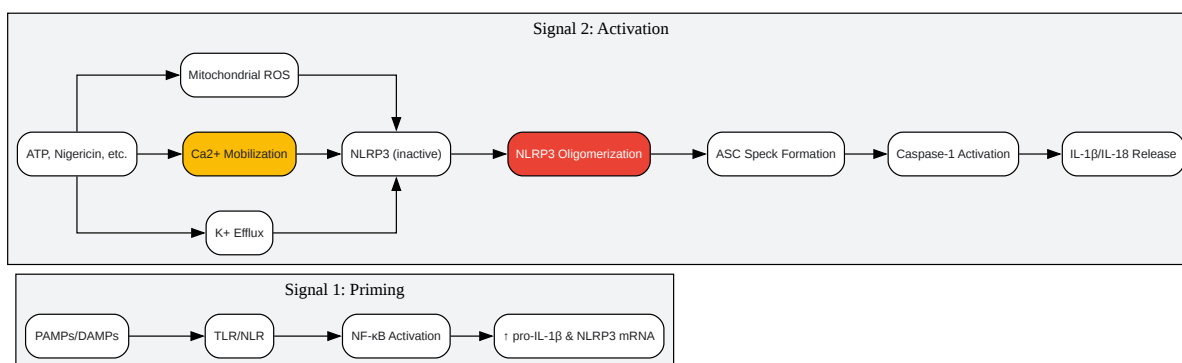 Signal 2: Activation
Mitochondrial ROS
ATP, Nigericin, etc.
Ca2+ Mobilization
NLRP3 (inactive)
NLRP3 Oligomerization
ASC Speck Formation
Caspase-1 Activation
IL-1β/IL-18 Release
K+ Efflux
Signal 1: Priming
PAMPs/DAMPs
TLR/NLR
NF-κB Activation
↑ pro-IL-1β & NLRP3 mRNA